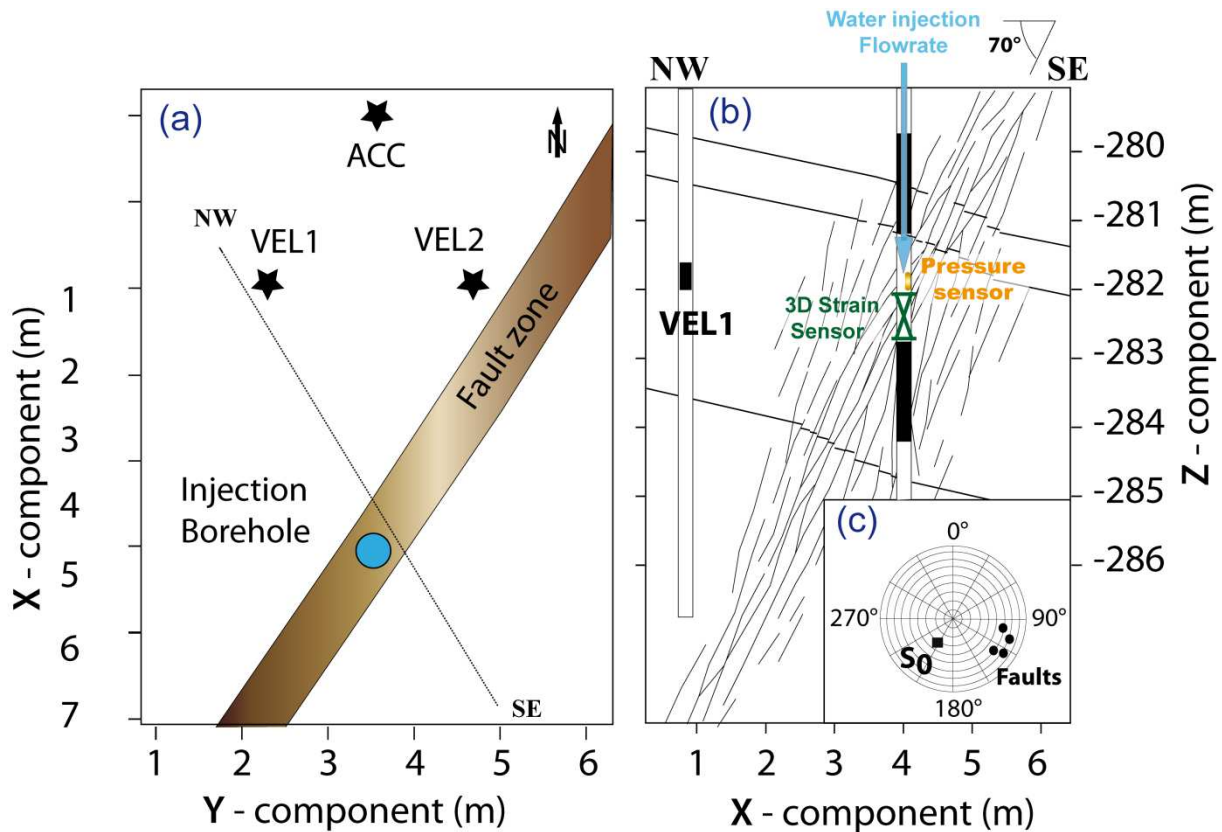 (a)
N
ACC
NW
VEL1
VEL2
Fault zone
Injection
Borehole
SE
X - component (m)
1
2
3
4
5
6
7
1 2 3 4 5 6
Y - component (m)
Water injection
Flowrate
70°
NW
SE
(b)
-280
-281
-282
-283
-284
-285
-286
Z - component (m)
Pressure
sensor
3D Strain
Sensor
VEL1
(c)
0°
270°
90°
S0
Faults
180°
1 2 3 4 5 6
X - component (m)